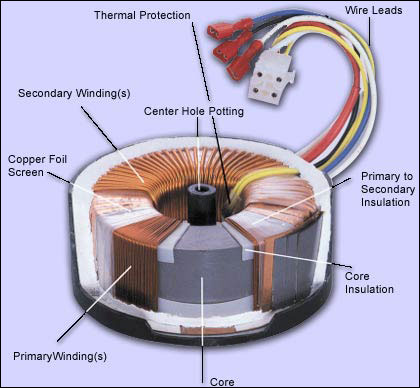 Thermal Protection
Wire Leads
Secondary Winding(s)
Center Hole Potting
Copper Foil
Screen
Primary to
Secondary
Insulation
Core
Insulation
PrimaryWinding(s)
Core